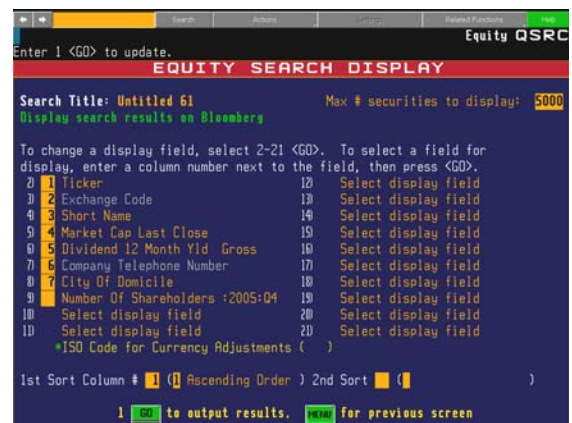 Search Actions Settings Related Functions Help
Equity QSRC
Enter 1 <GO> to update.
EQUITY SEARCH DISPLAY
Search Title: Untitled 61 Max # securities to display: 5000
Display search results on Bloomberg
To change a display field, select 2-21 <GO>. To select a field for
display, enter a column number next to the field, then press <GO>.
2) 1 Ticker 12) Select display field
3) 2 Exchange Code 13) Select display field
4) 3 Short Name 14) Select display field
5) 4 Market Cap Last Close 15) Select display field
6) 5 Dividend 12 Month Yld Gross 16) Select display field
7) 6 Company Telephone Number 17) Select display field
8) 7 City Of Domicile 18) Select display field
9) Number Of Shareholders :2005:Q4 19) Select display field
10) Select display field 20) Select display field
11) Select display field 21) Select display field
*ISO Code for Currency Adjustments ( )
1st Sort Column # 1 (1 Ascending Order ) 2nd Sort ( )
1 GO to output results, MENU for previous screen